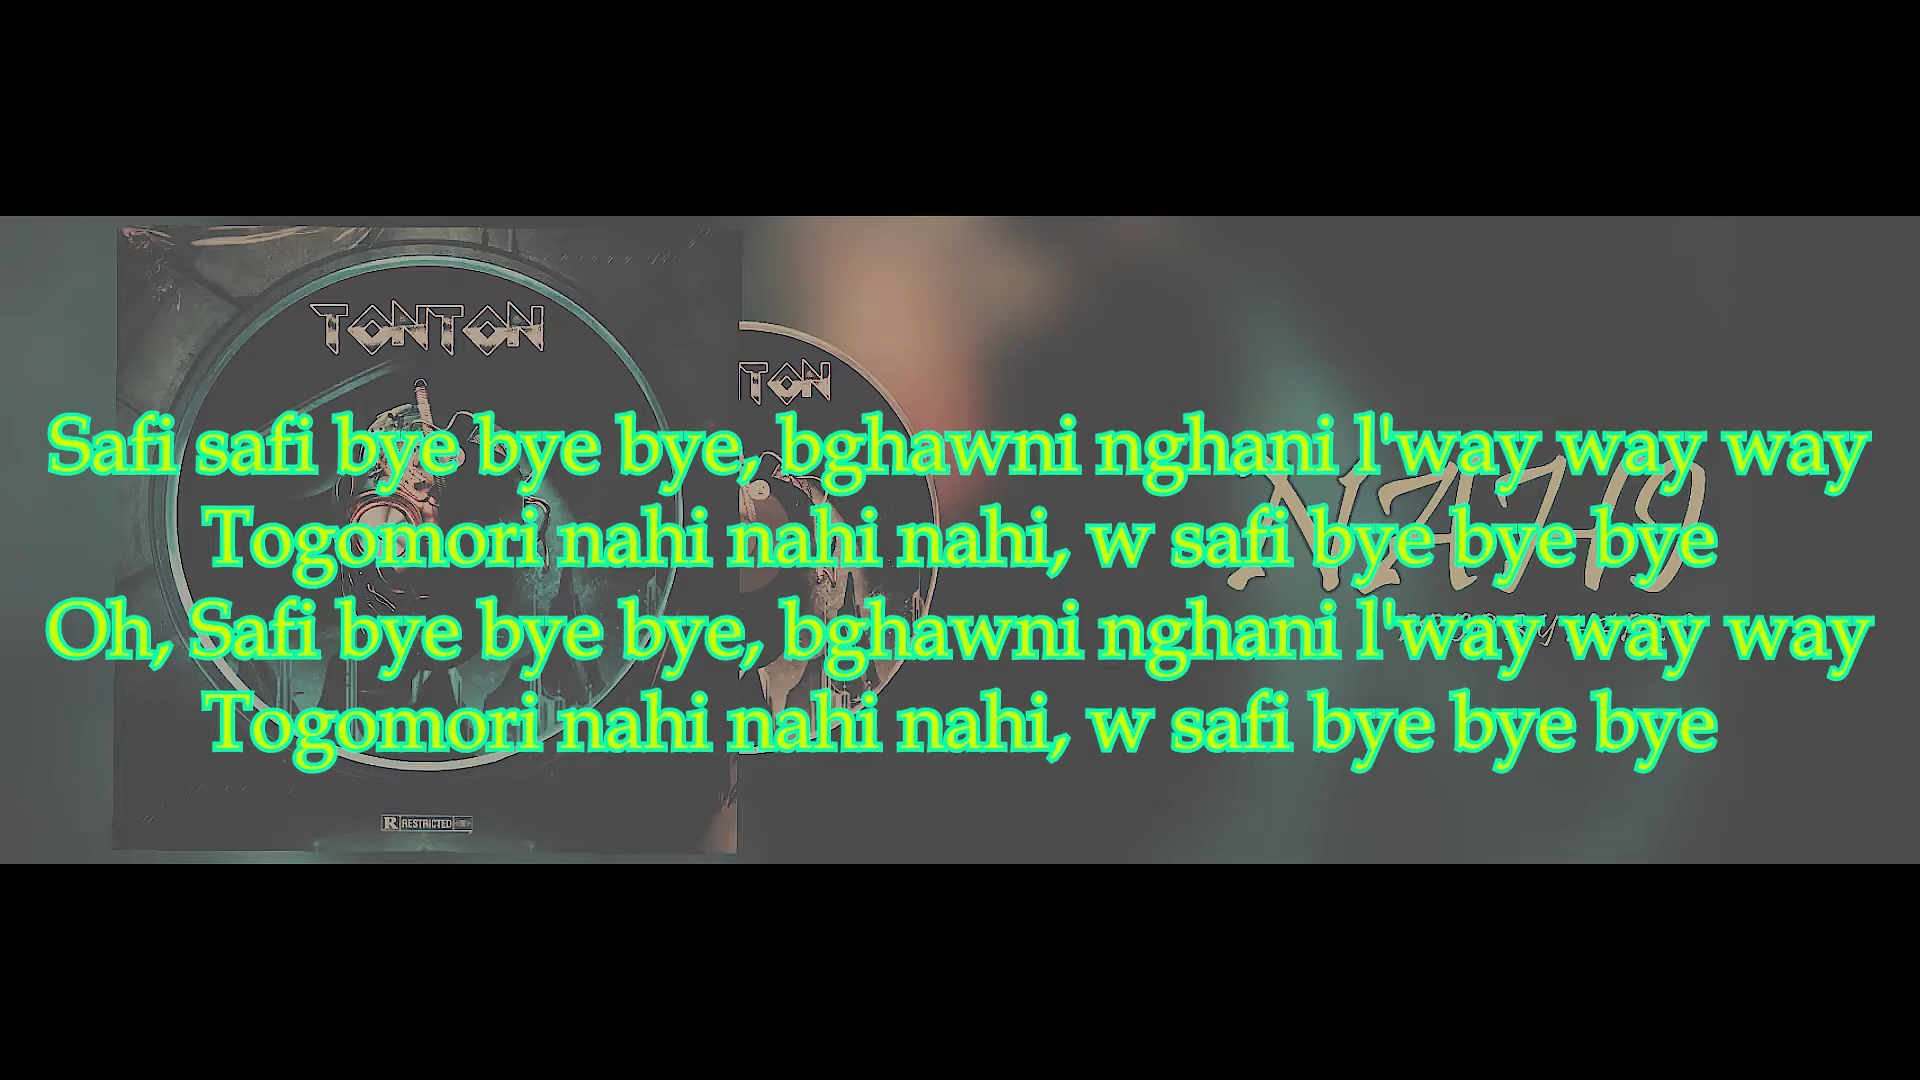 TONTON
TON
Safi safi bye bye bye, bghawni nghani l'way way way
Togomori nahi nahi nahi, w safi bye bye bye
Oh, Safi bye bye bye, bghawni nghani l'way way way
Togomori nahi nahi nahi, w safi bye bye bye
R RESTRICTED